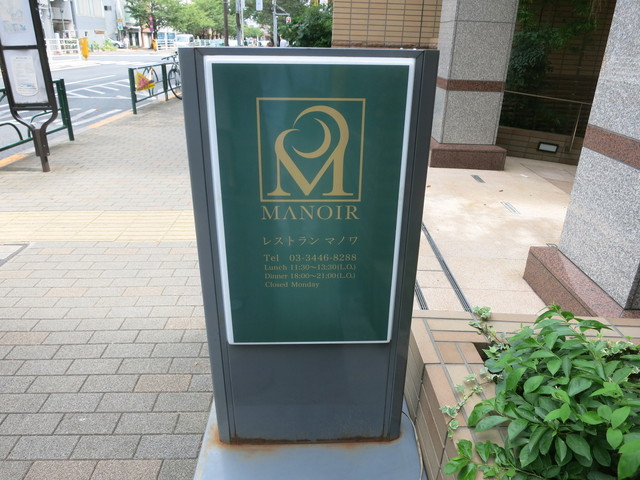 M
MANOIR
レストラン マノワ
Tel 03-3446-8288
Lunch 11:30～13:30(L.O.)
Dinner 18:00～21:00(L.O.)
Closed Monday